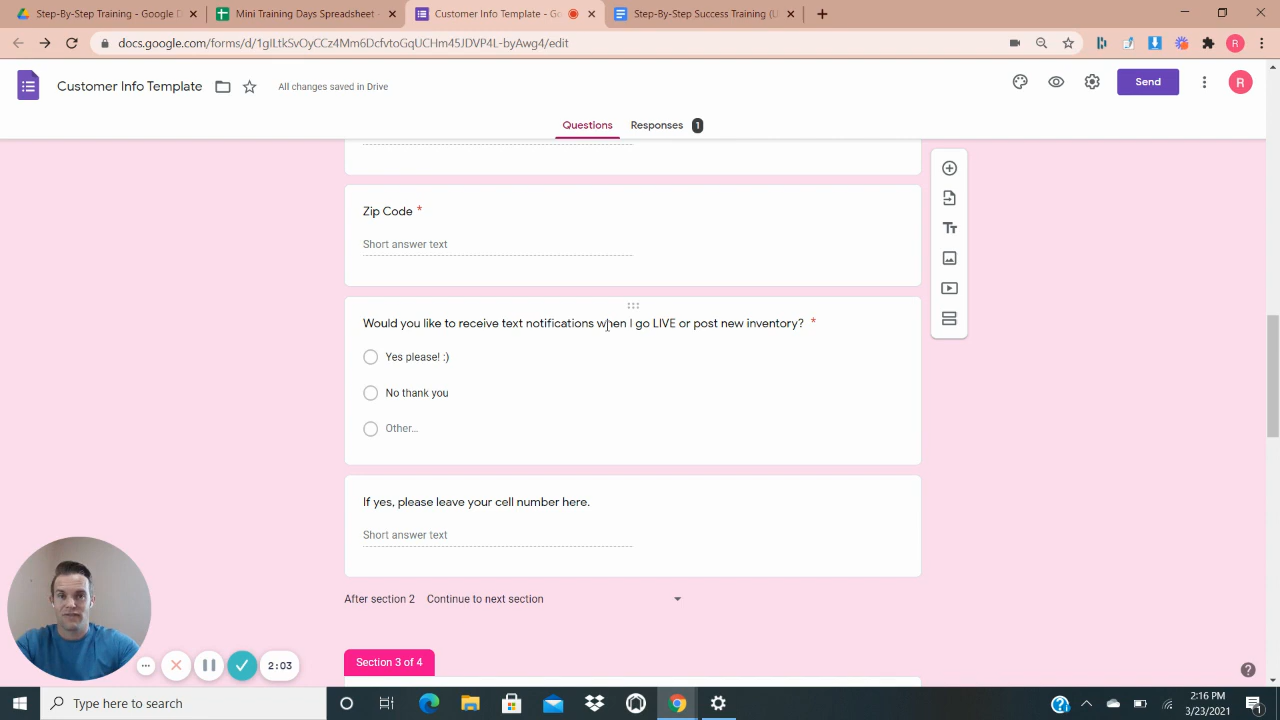 Step-By-Step Training - Google D
Mini Training Days Spreadsheet -
Customer Info Template - Go
Step-By-Step Success Training (Li
docs.google.com/forms/d/1gILtkSvOyCCz4Mm6DcfvtoGqUCHm45JDVP4L-byAwg4/edit
R
Customer Info Template
All changes saved in Drive
Send
R
Questions
Responses 1
Zip Code *
Short answer text
Would you like to receive text notifications when I go LIVE or post new inventory? *
Yes please! :)
No thank you
Other...
If yes, please leave your cell number here.
Short answer text
After section 2 Continue to next section
2:03
Section 3 of 4
Type here to search
2:16 PM
3/23/2021